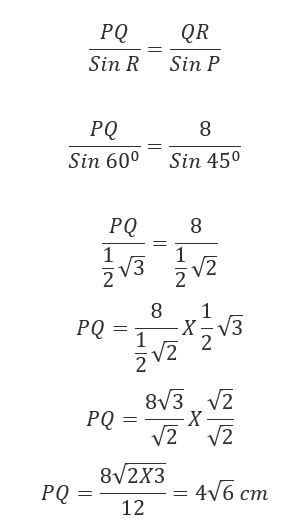 PQ / Sin R = QR / Sin P
PQ / Sin 60⁰ = 8 / Sin 45⁰
PQ / ½√3 = 8 / ½√2
PQ = 8 / ½√2 X ½√3
PQ = 8√3 / √2 X √2 / √2
PQ = 8√2X3 / 12 = 4√6 cm